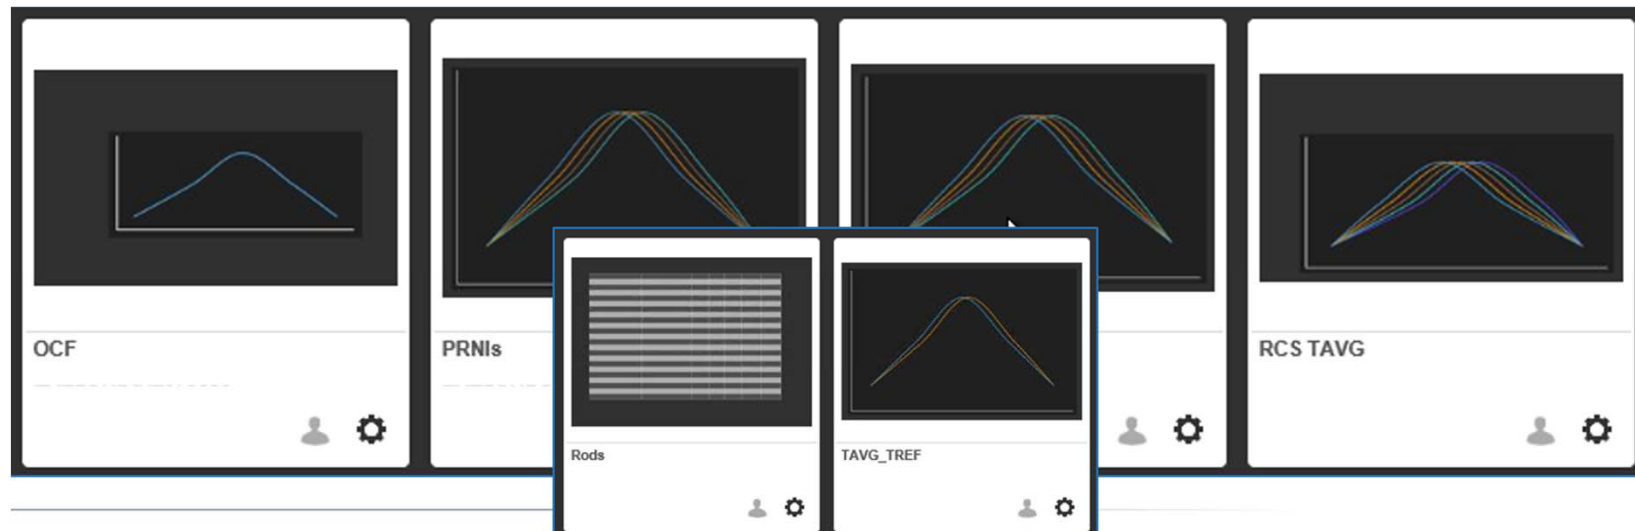 OCF
PRNIs
RCS TAVG
Rods
TAVG_TREF